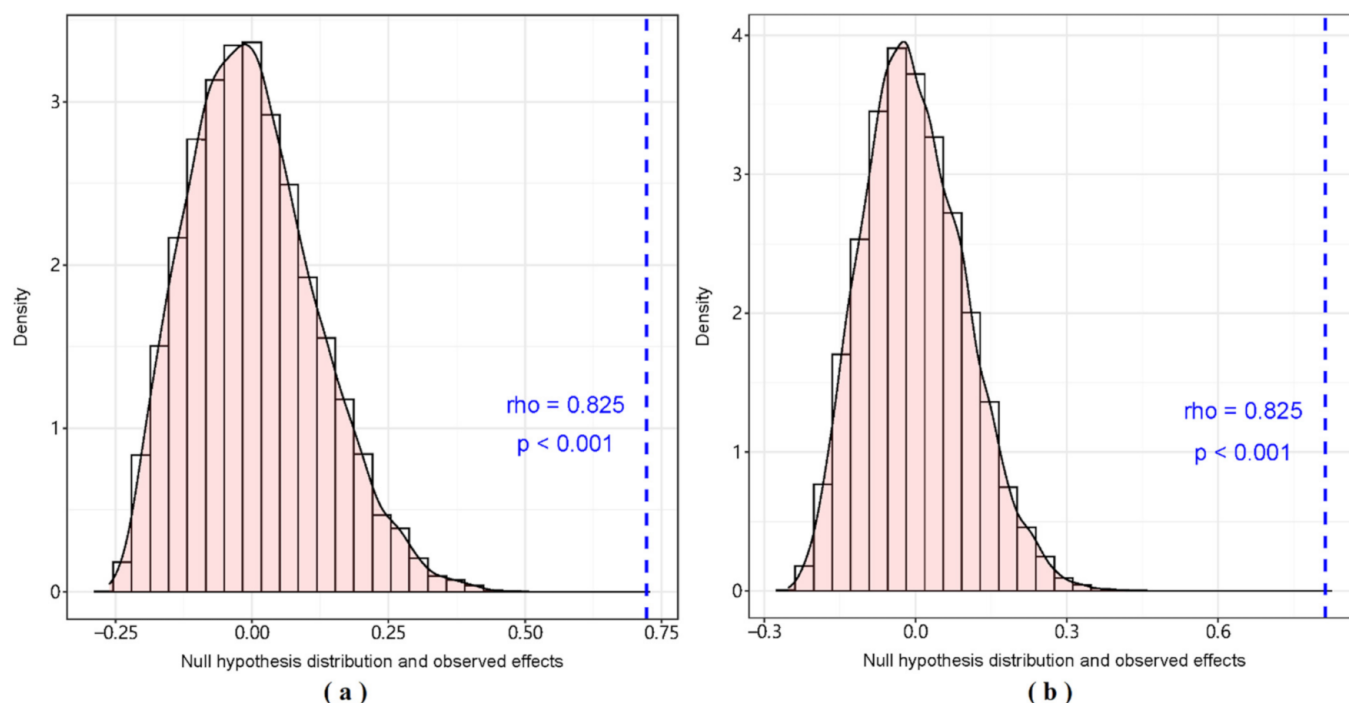 3
2
1
0
Density
rho = 0.825
p < 0.001
−0.25
0.00
0.25
0.50
0.75
Null hypothesis distribution and observed effects
( a )
4
3
2
1
0
Density
rho = 0.825
p < 0.001
−0.3
0.0
0.3
0.6
Null hypothesis distribution and observed effects
( b )